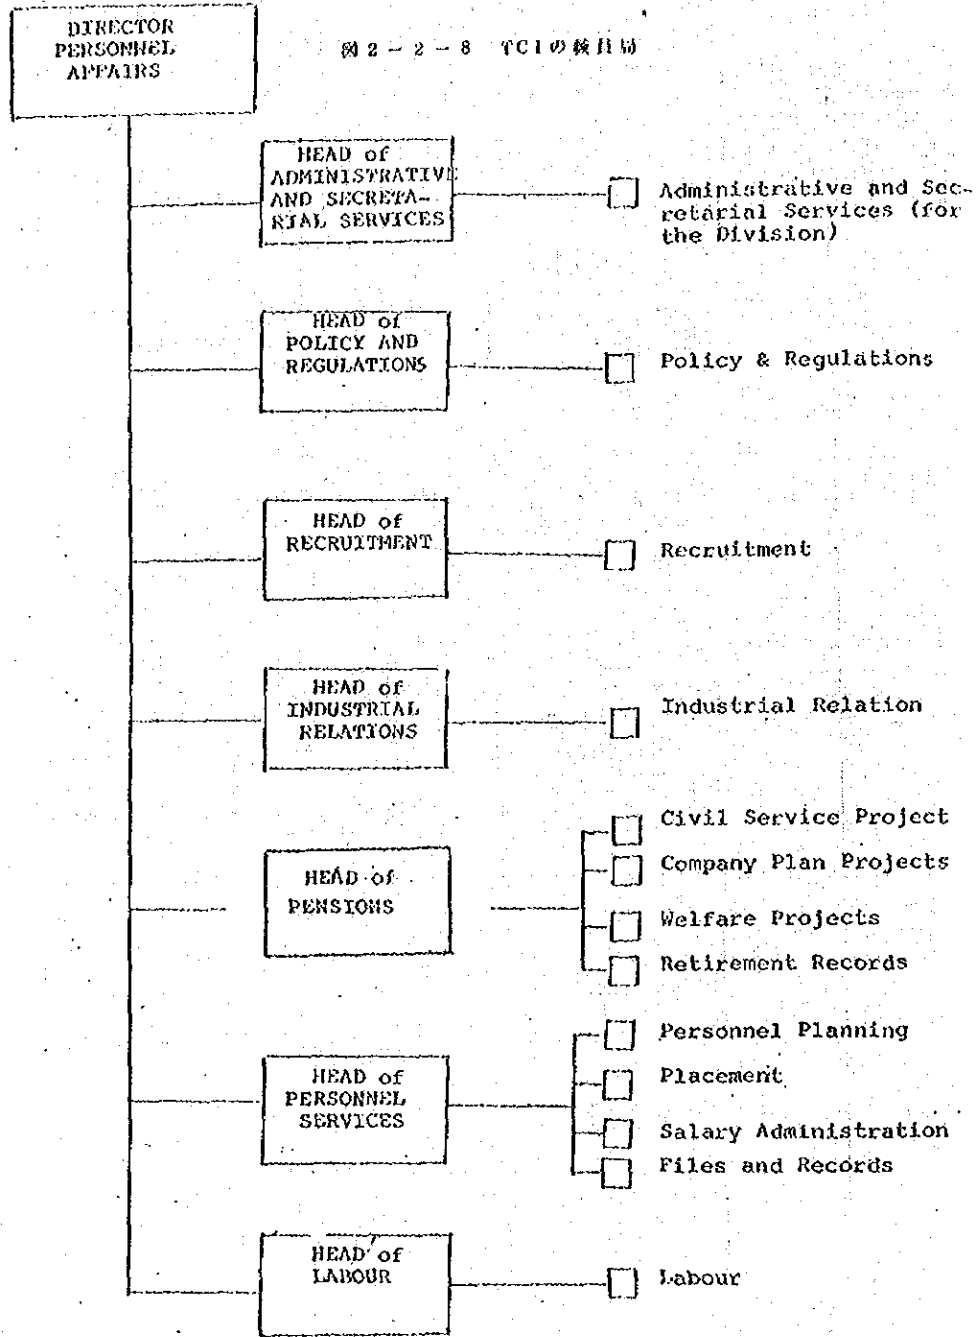 DIRECTOR
PERSONNEL
AFFAIRS
図2-2-8 TCIの
HEAD of
ADMINISTRATIVE
AND SECRETA-
RIAL SERVICES
Administrative and Sec-
retarial Services (for
the Division)
HEAD of
POLICY AND
REGULATIONS
Policy & Regulations
HEAD of
RECRUITMENT
Recruitment
HEAD of
INDUSTRIAL
RELATIONS
Industrial Relation
HEAD of
PENSIONS
Civil Service Project
Company Plan Projects
Welfare Projects
Retirement Records
HEAD of
PERSONNEL
SERVICES
Personnel Planning
Placement
Salary Administration
Files and Records
HEAD of
LABOUR
Labour